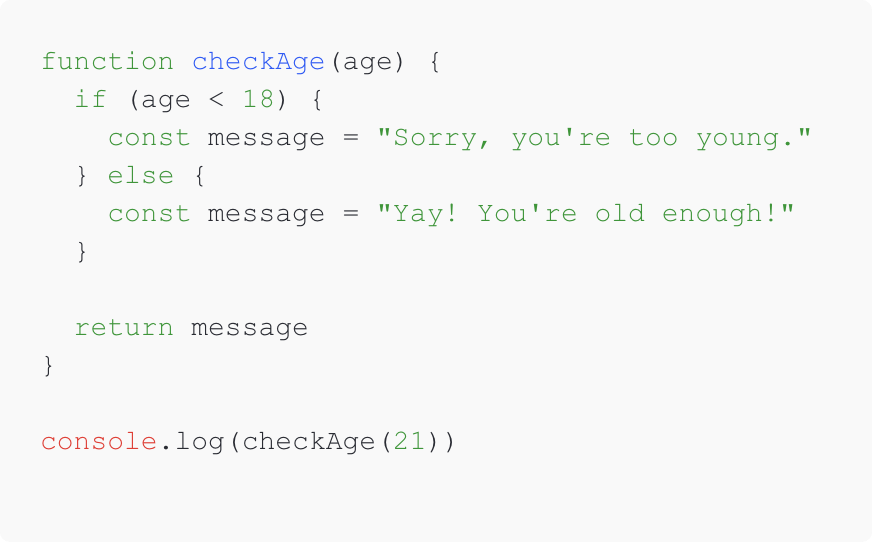 function checkAge(age) {
  if (age < 18) {
    const message = "Sorry, you're too young."
  } else {
    const message = "Yay! You're old enough!"
  }

  return message
}

console.log(checkAge(21))